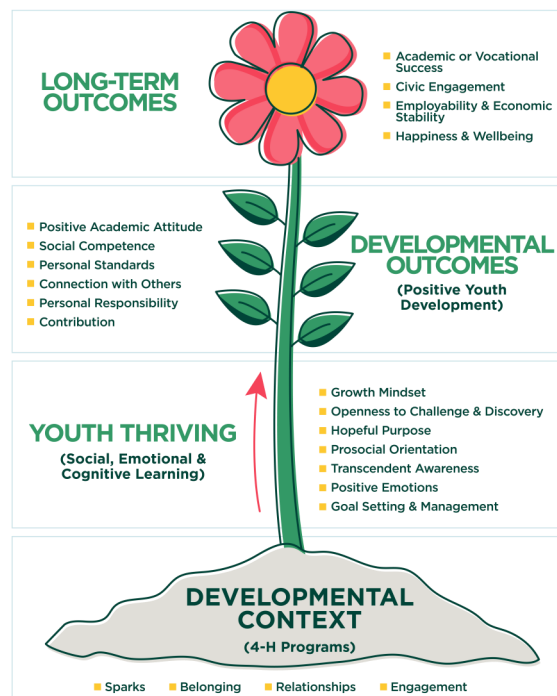 LONG-TERM
OUTCOMES
Academic or Vocational
Success
Civic Engagement
Employability & Economic
Stability
Happiness & Wellbeing
Positive Academic Attitude
Social Competence
Personal Standards
Connection with Others
Personal Responsibility
Contribution
DEVELOPMENTAL
OUTCOMES
(Positive Youth
Development)
YOUTH THRIVING
(Social, Emotional &
Cognitive Learning)
Growth Mindset
Openness to Challenge & Discovery
Hopeful Purpose
Prosocial Orientation
Transcendent Awareness
Positive Emotions
Goal Setting & Management
DEVELOPMENTAL
CONTEXT
(4-H Programs)
Sparks Belonging Relationships Engagement